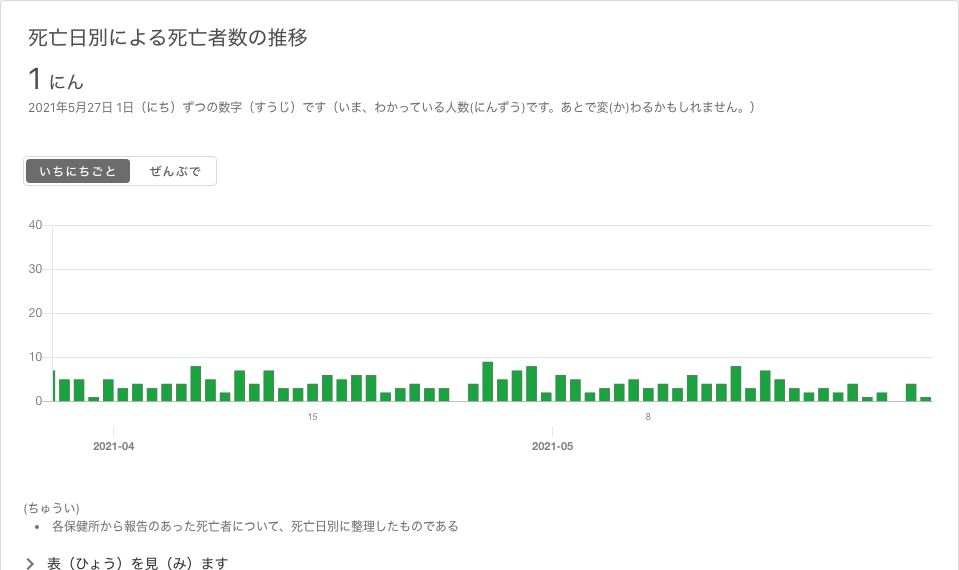 死亡日別による死亡者数の推移
1 にん
2021年5月27日 1日（にち）ずつの数字（すうじ）です（いま、わかっている人数(にんずう)です。あとで変(か)わるかもしれません。）
いちにちごと ぜんぶで
40
30
20
10
0
15 8
2021-04 2021-05
(ちゅうい)
• 各保健所から報告のあった死亡者について、死亡日別に整理したものである
表（ひょう）を見（み）ます